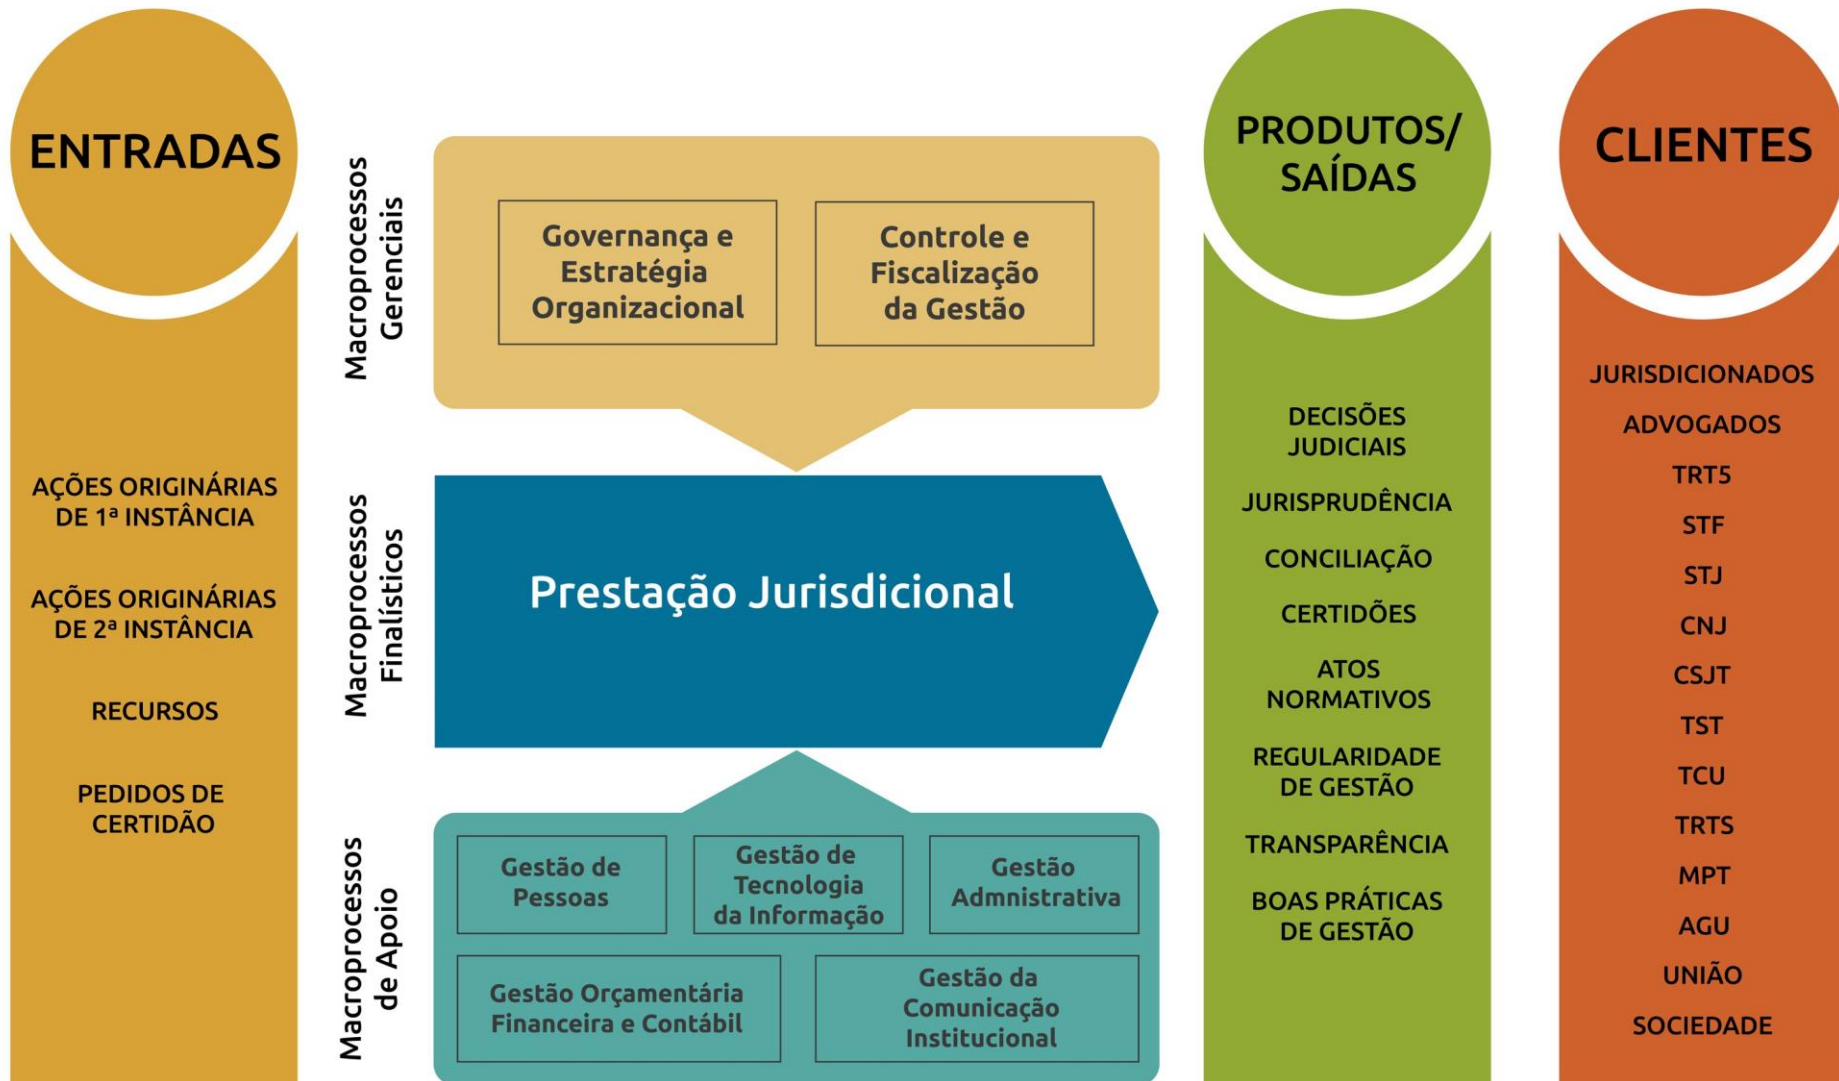 ENTRADAS
AÇÕES ORIGINÁRIAS
DE 1ª INSTÂNCIA
AÇÕES ORIGINÁRIAS
DE 2ª INSTÂNCIA
RECURSOS
PEDIDOS DE
CERTIDÃO
Macroprocessos
Gerenciais
Governança e
Estratégia
Organizacional
Controle e
Fiscalização
da Gestão
Macroprocessos
Finalísticos
Prestação Jurisdicional
Macroprocessos
de Apoio
Gestão de
Pessoas
Gestão de
Tecnologia
da Informação
Gestão
Admnistrativa
Gestão Orçamentária
Financeira e Contábil
Gestão da
Comunicação
Institucional
PRODUTOS/
SAÍDAS
DECISÕES
JUDICIAIS
JURISPRUDÊNCIA
CONCILIAÇÃO
CERTIDÕES
ATOS
NORMATIVOS
REGULARIDADE
DE GESTÃO
TRANSPARÊNCIA
BOAS PRÁTICAS
DE GESTÃO
CLIENTES
JURISDICIONADOS
ADVOGADOS
TRT5
STF
STJ
CNJ
CSJT
TST
TCU
TRTS
MPT
AGU
UNIÃO
SOCIEDADE